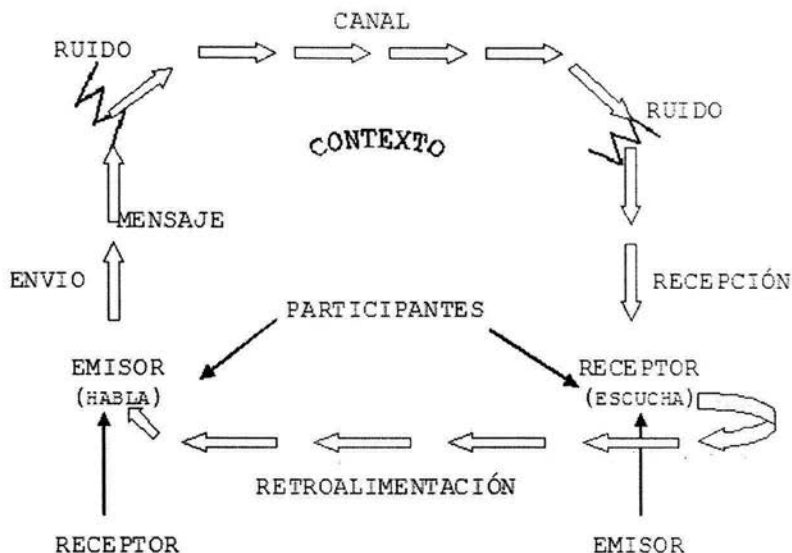 CANAL
RUIDO
RUIDO
CONTEXTO
MENSAJE
ENVIO
RECEPCIÓN
PARTICIPANTES
EMISOR
(HABLA)
RECEPTOR
(ESCUCHA)
RETROALIMENTACIÓN
RECEPTOR
EMISOR